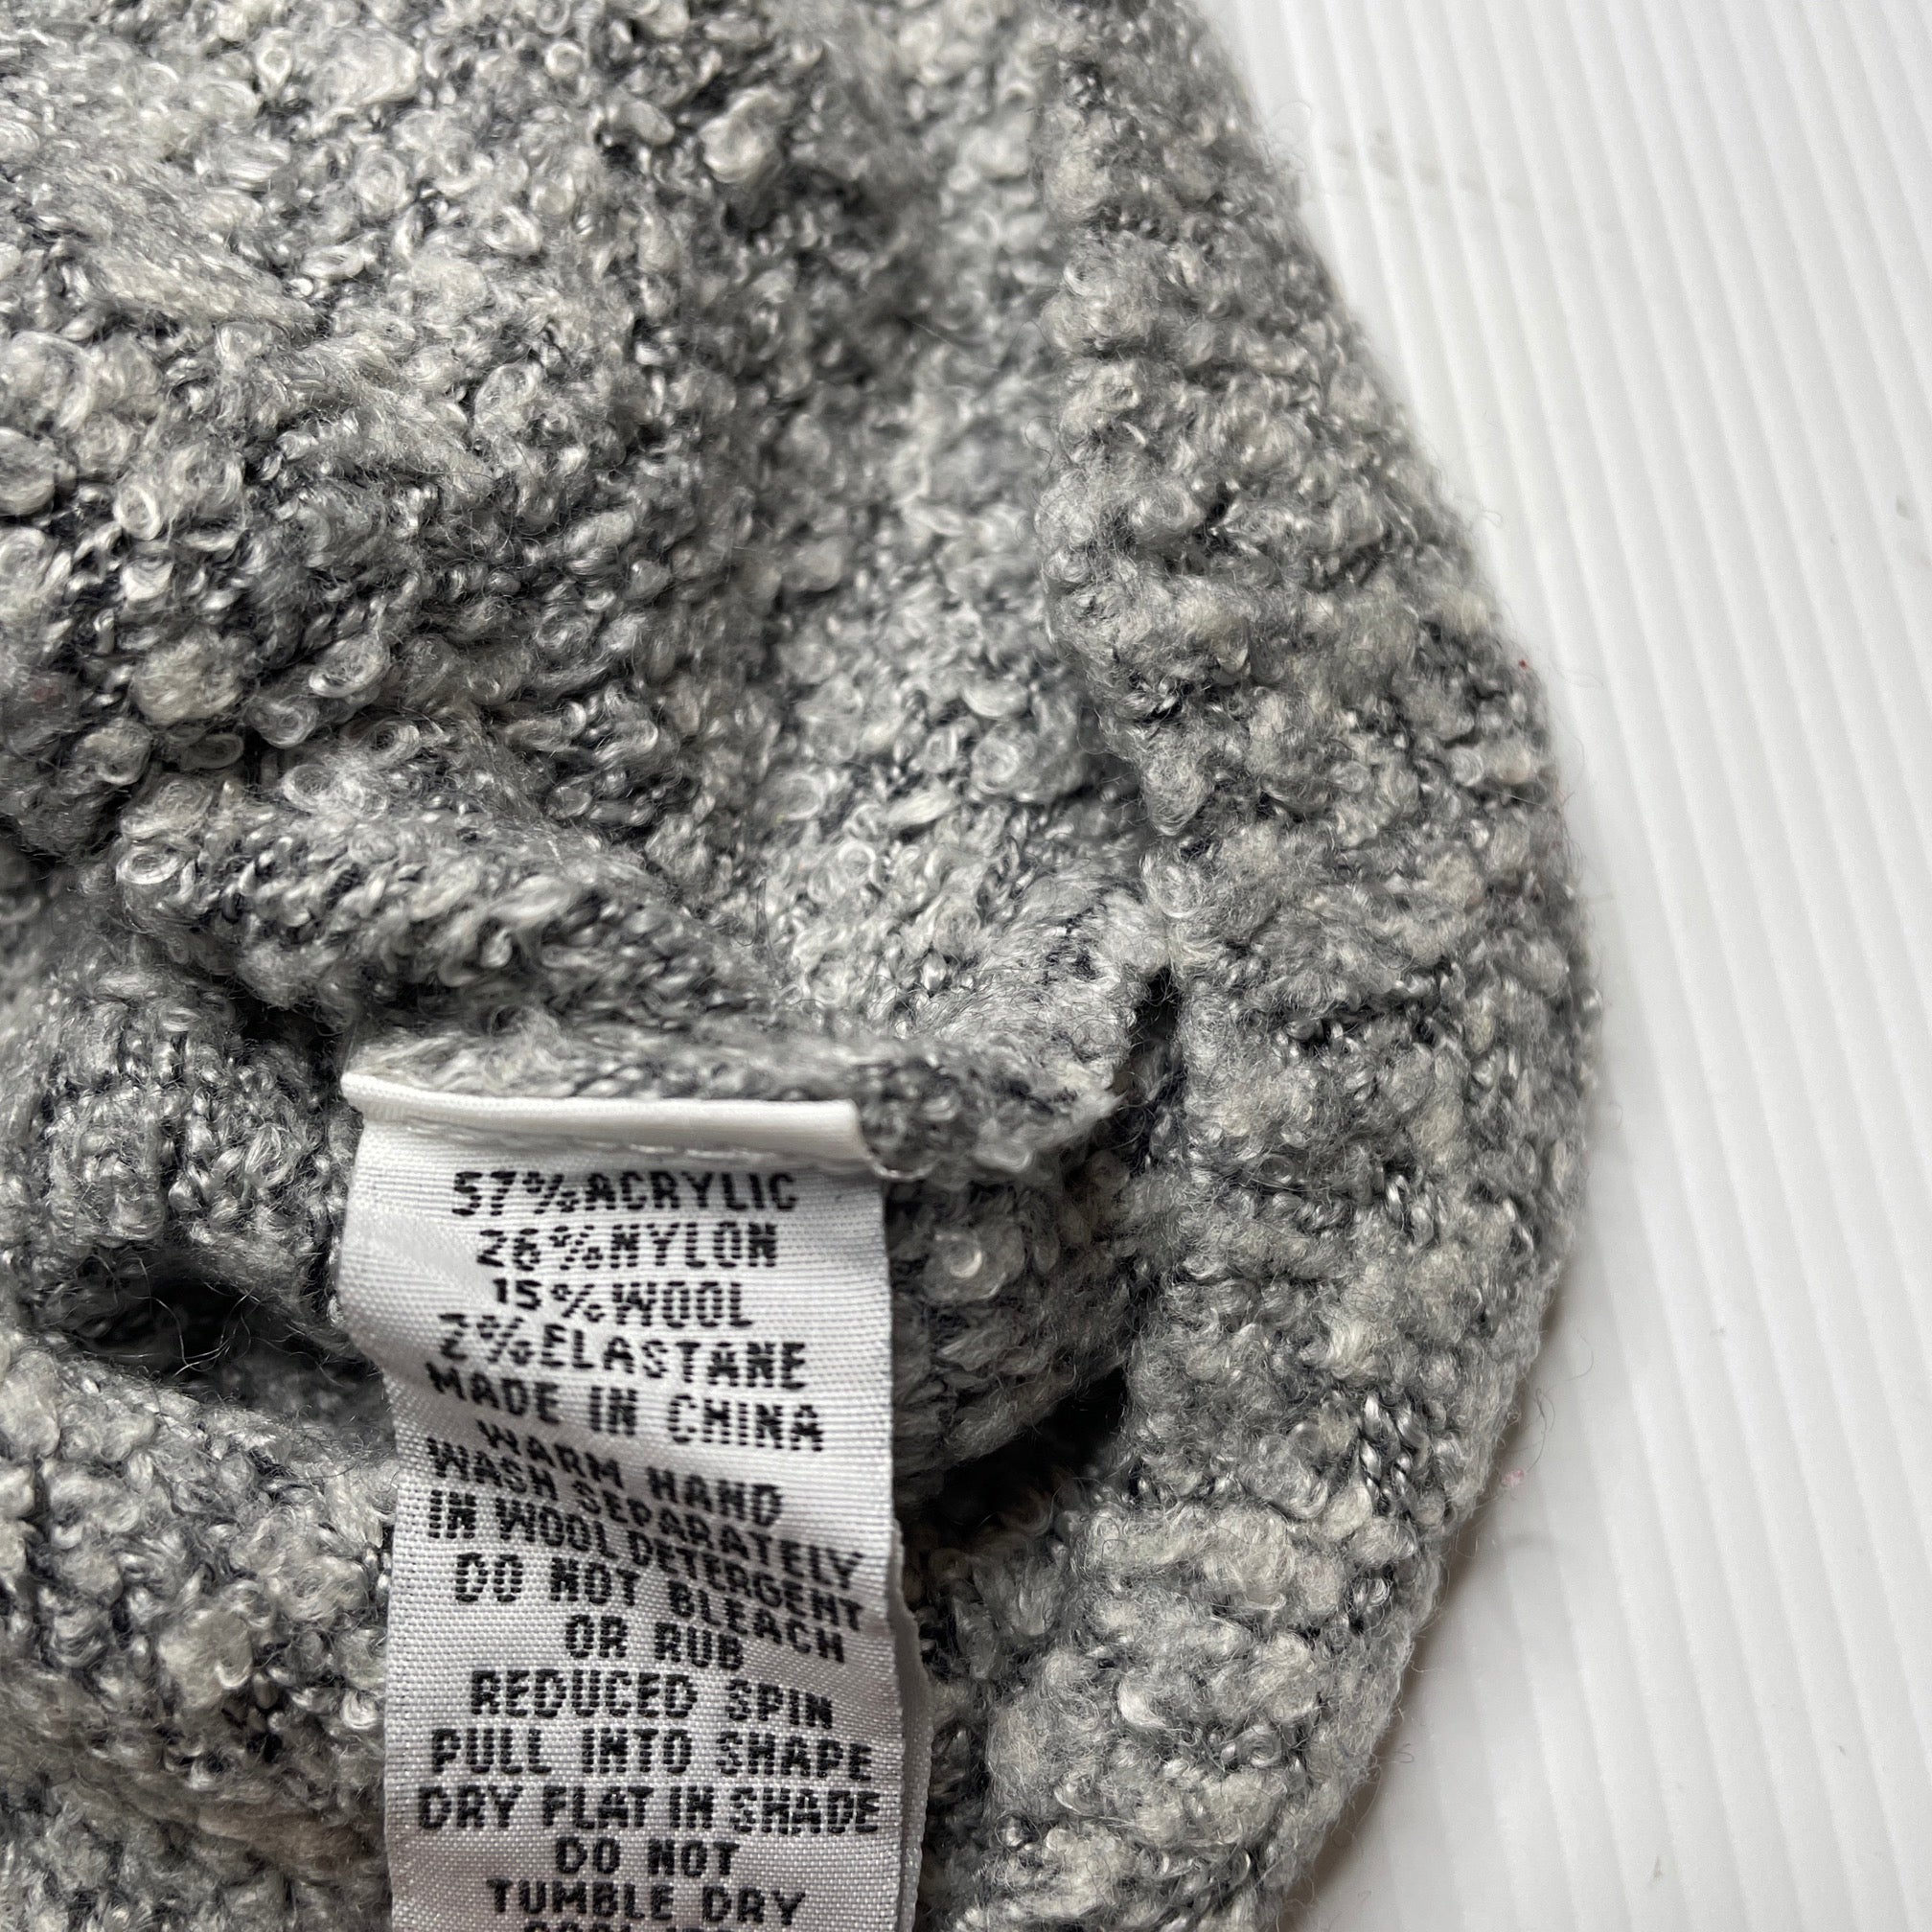 57%ACRYLIC
26%NYLON
15%WOOL
2%ELASTANE
MADE IN CHINA
WARM HAND
WASH SEPARATELY
IN WOOL DETERGENT
DO NOT BLEACH
OR RUB
REDUCED SPIN
PULL INTO SHAPE
DRY FLAT IN SHADE
DO NOT
TUMBLE DRY